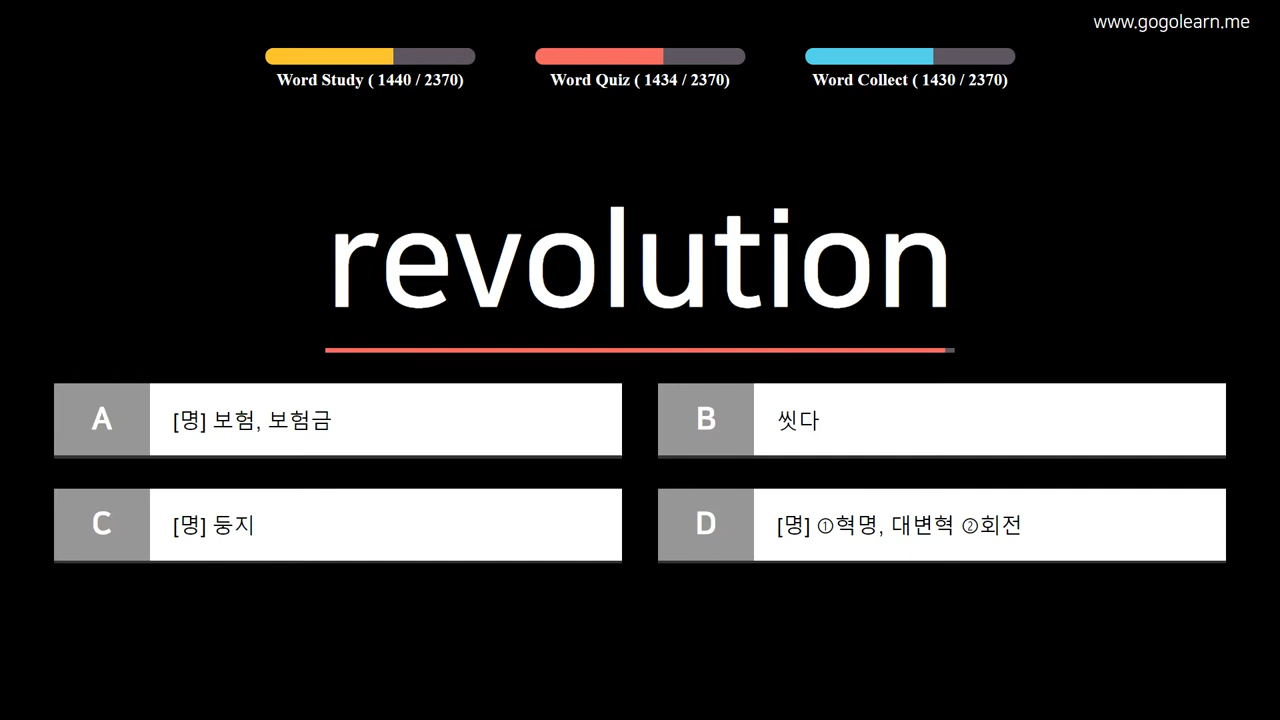 www.gogolearn.me
Word Study ( 1440 / 2370)
Word Quiz ( 1434 / 2370)
Word Collect ( 1430 / 2370)
revolution
A [명] 보험, 보험금
B 씻다
C [명] 둥지
D [명] ①혁명, 대변혁 ②회전